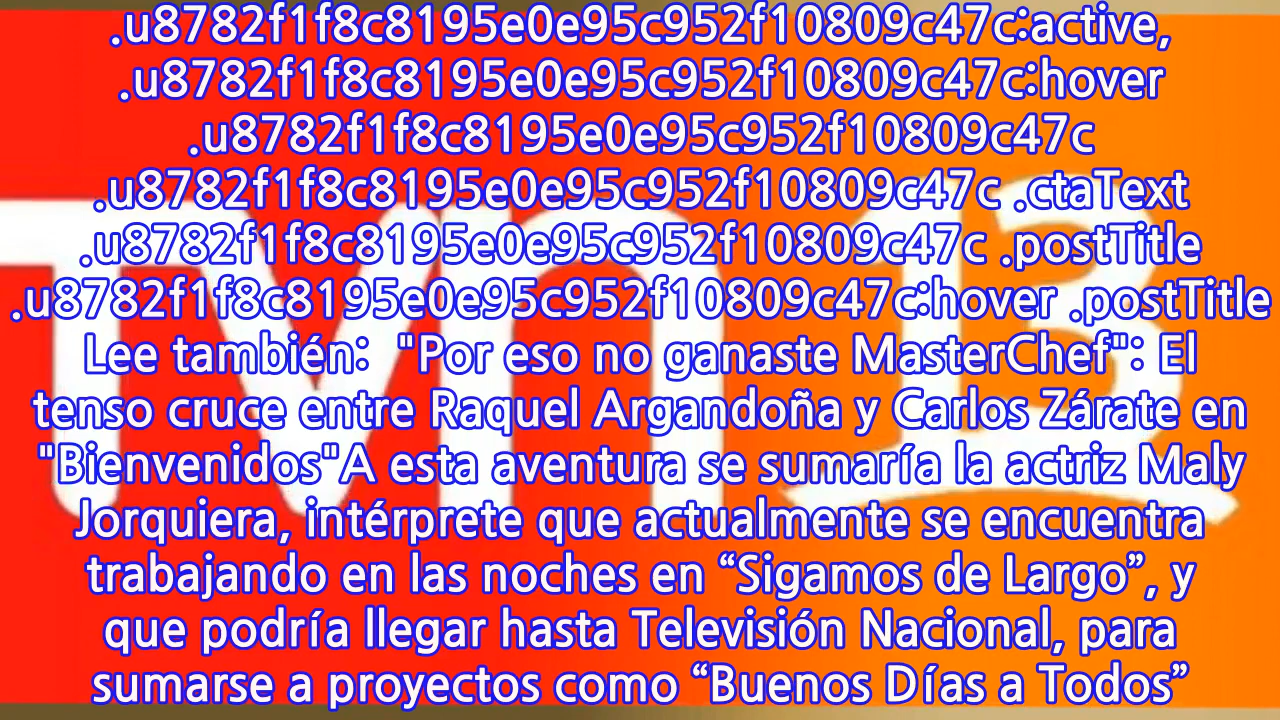 .u8782f1f8c8195e0e95c952f10809c47c:active,
.u8782f1f8c8195e0e95c952f10809c47c:hover
.u8782f1f8c8195e0e95c952f10809c47c
.u8782f1f8c8195e0e95c952f10809c47c .ctaText
.u8782f1f8c8195e0e95c952f10809c47c .postTitle
.u8782f1f8c8195e0e95c952f10809c47c:hover .postTitle
Lee también:  "Por eso no ganaste MasterChef": El
tenso cruce entre Raquel Argandoña y Carlos Zárate en
"Bienvenidos"A esta aventura se sumaría la actriz Maly
Jorquiera, intérprete que actualmente se encuentra
trabajando en las noches en “Sigamos de Largo”, y
que podría llegar hasta Televisión Nacional, para
sumarse a proyectos como “Buenos Días a Todos”
TVN 13